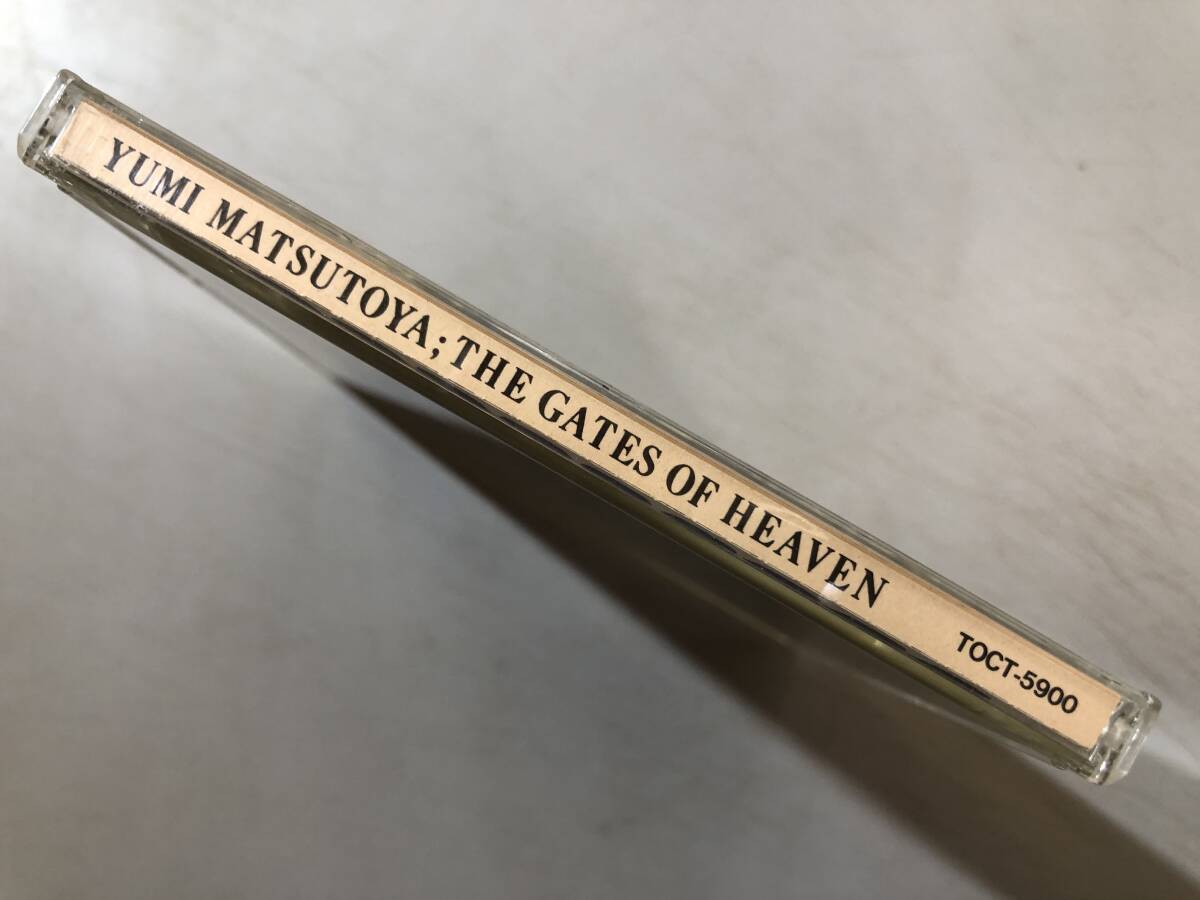 YUMI MATSUTOYA; THE GATES OF HEAVEN
TOCT-5900